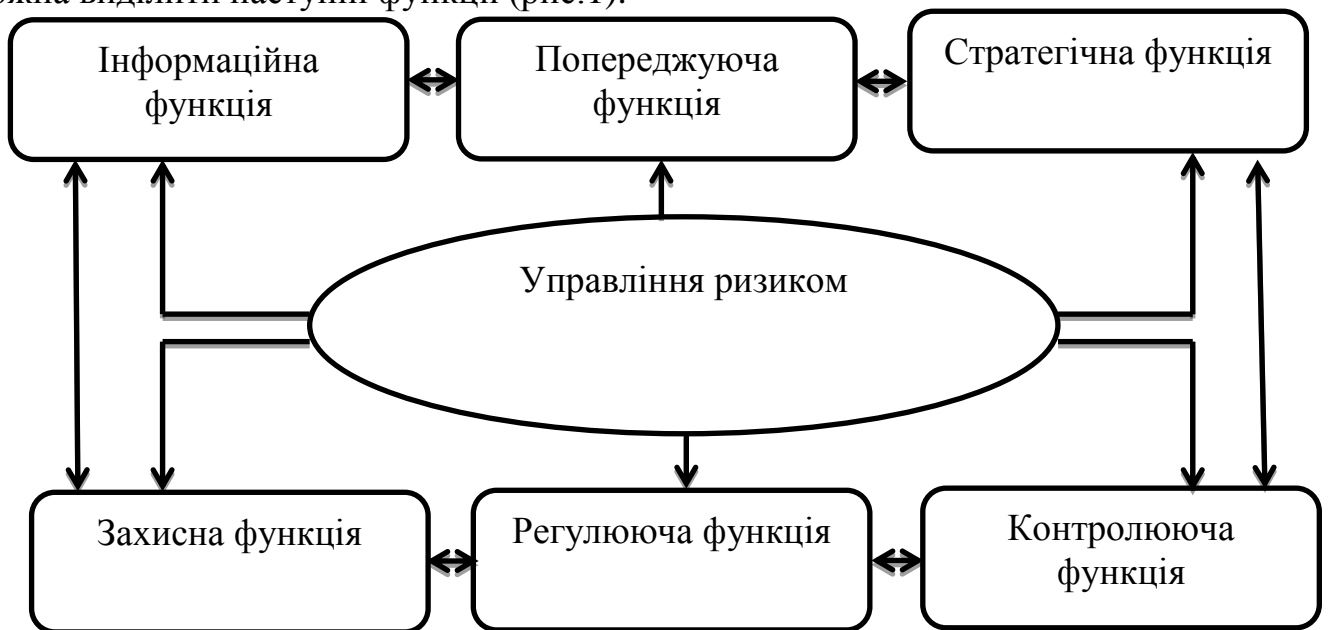 можна виділити наступні функції (рис.1).
Інформаційна
функція
Попереджуюча
функція
Стратегічна функція
Управління ризиком
Захисна функція
Регулююча функція
Контролююча
функція